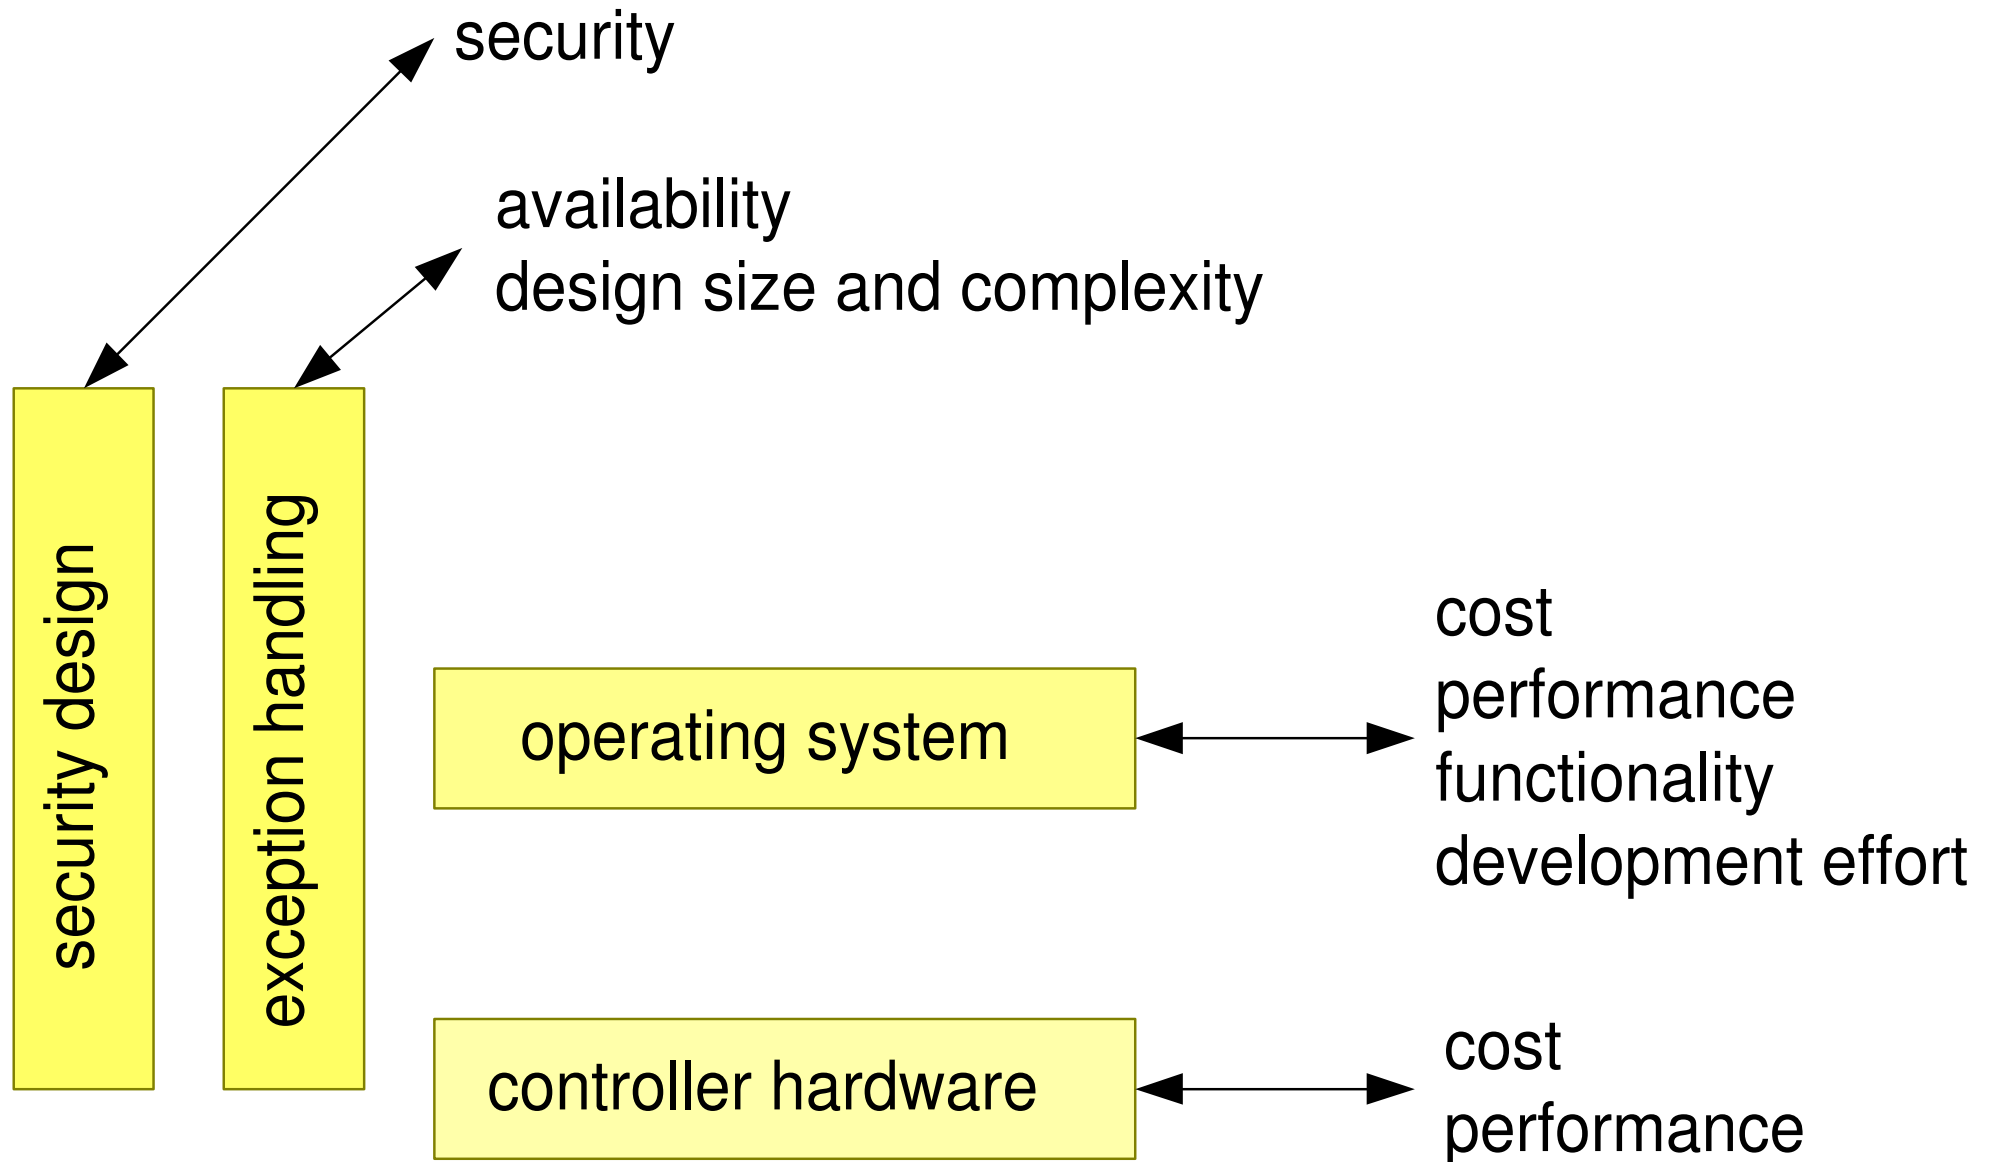 security
availability
design size and complexity
security design
exception handling
operating system
cost
performance
functionality
development effort
controller hardware
cost
performance